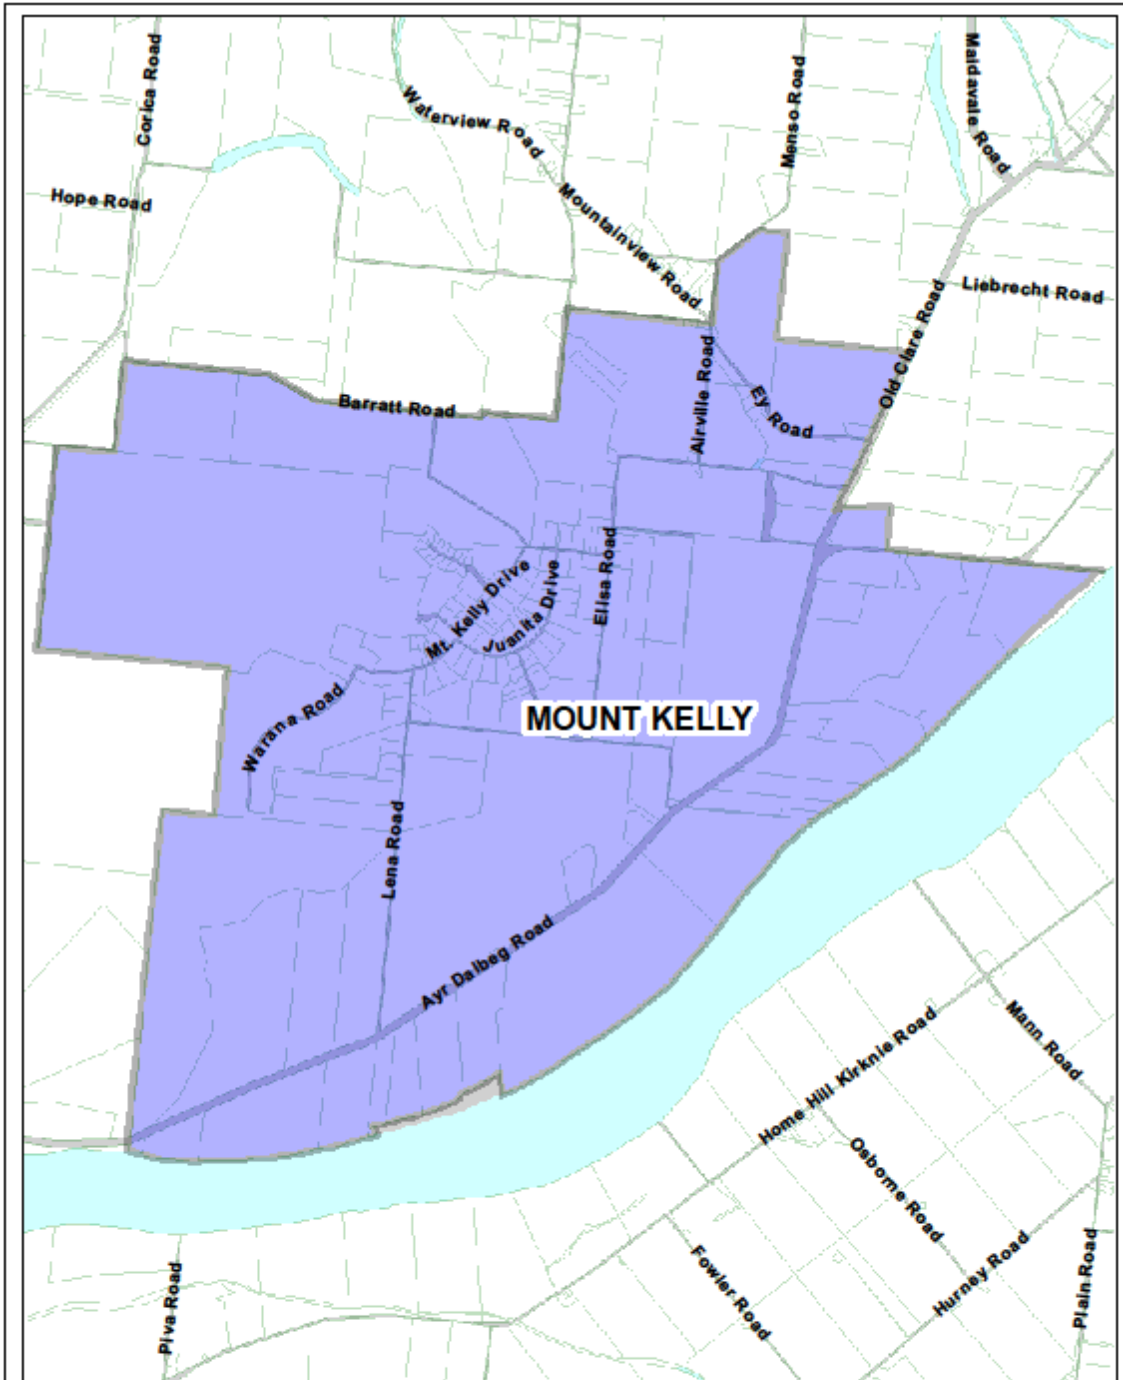 Corica Road
Waterview Road
Menso Road
Maidavale Road
Hope Road
Mountainview Road
Liebrecht Road
Old Clare Road
Airville Road
Ey Road
Barratt Road
Elisa Road
Mt. Kelly Drive
Juanita Drive
Warana Road
MOUNT KELLY
Lena Road
Ayr Dalbeg Road
Home Hill Kirknie Road
Mann Road
Osborne Road
Fowler Road
Hurney Road
Plain Road
Piva Road